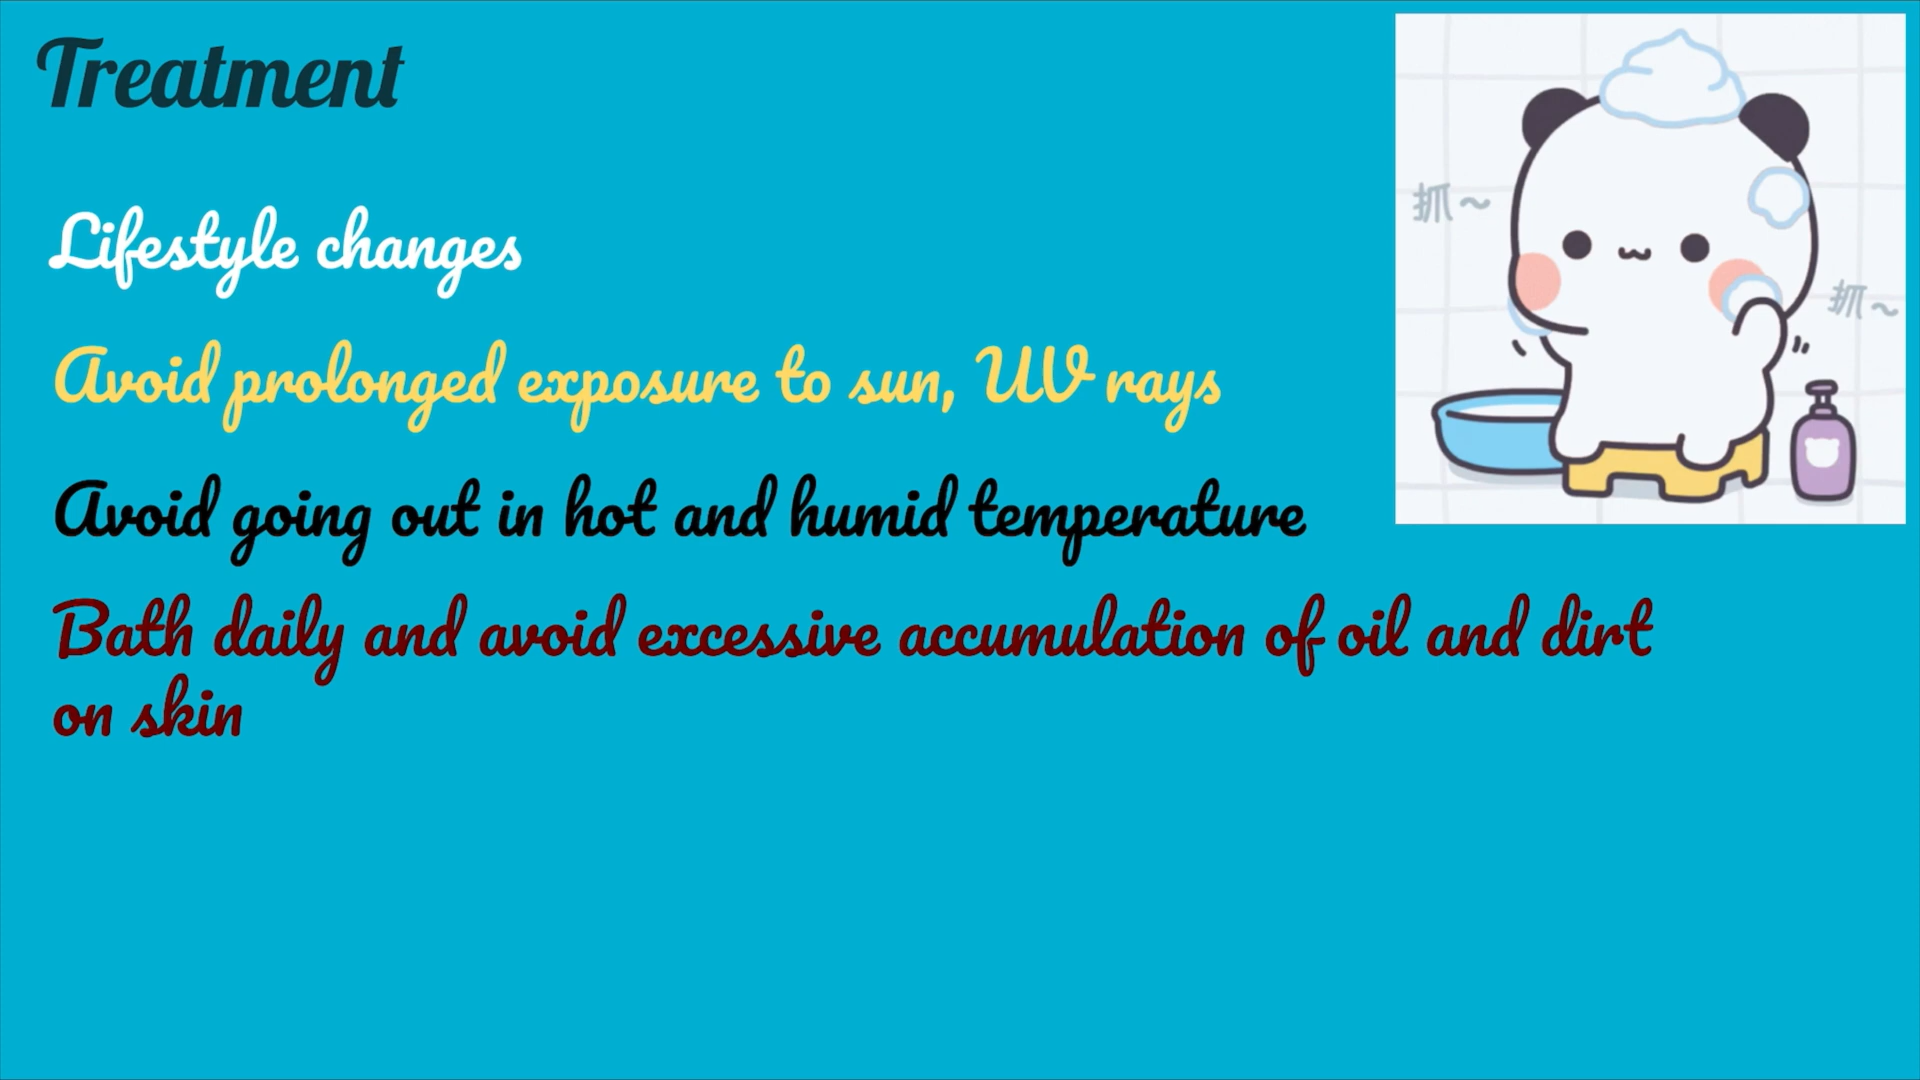 Treatment
Lifestyle changes
Avoid prolonged exposure to sun, UV rays
Avoid going out in hot and humid temperature
Bath daily and avoid excessive accumulation of oil and dirt
on skin
抓~
抓~